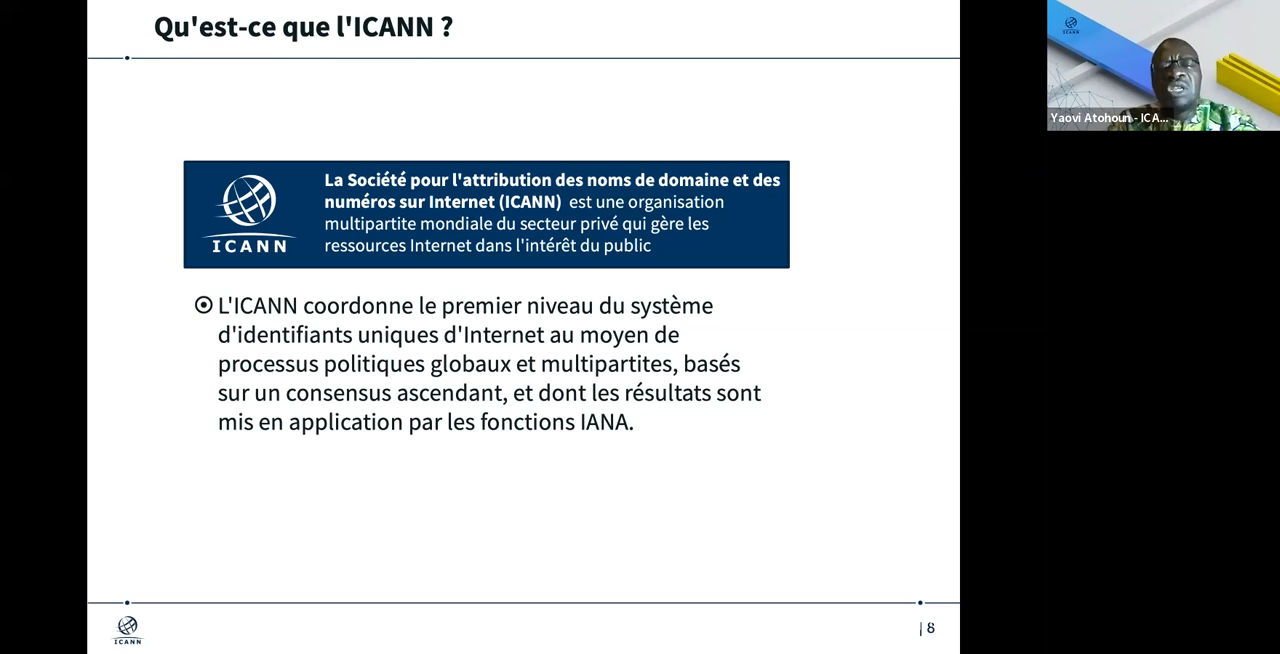 Qu'est-ce que l'ICANN ?
ICANN
La Société pour l'attribution des noms de domaine et des
numéros sur Internet (ICANN) est une organisation
multipartite mondiale du secteur privé qui gère les
ressources Internet dans l'intérêt du public
ICANN
L'ICANN coordonne le premier niveau du système
d'identifiants uniques d'Internet au moyen de
processus politiques globaux et multipartites, basés
sur un consensus ascendant, et dont les résultats sont
mis en application par les fonctions IANA.
ICANN
| 8
Yaovi Atohoun - ICA...